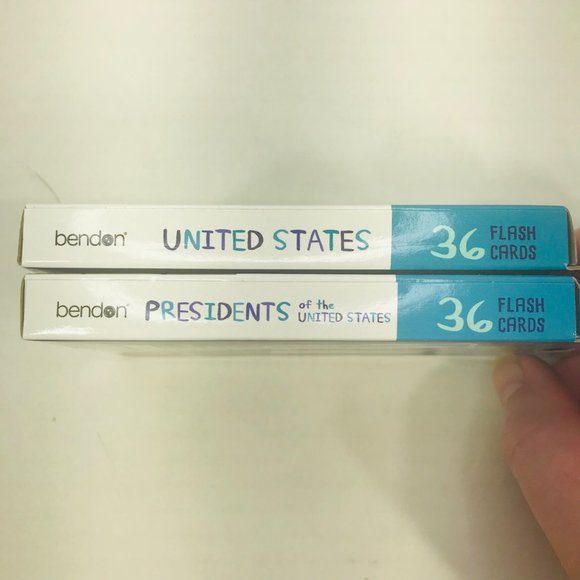 bendon® UNITED STATES 36 FLASH CARDS
bendon® PRESIDENTS of the UNITED STATES 36 FLASH CARDS